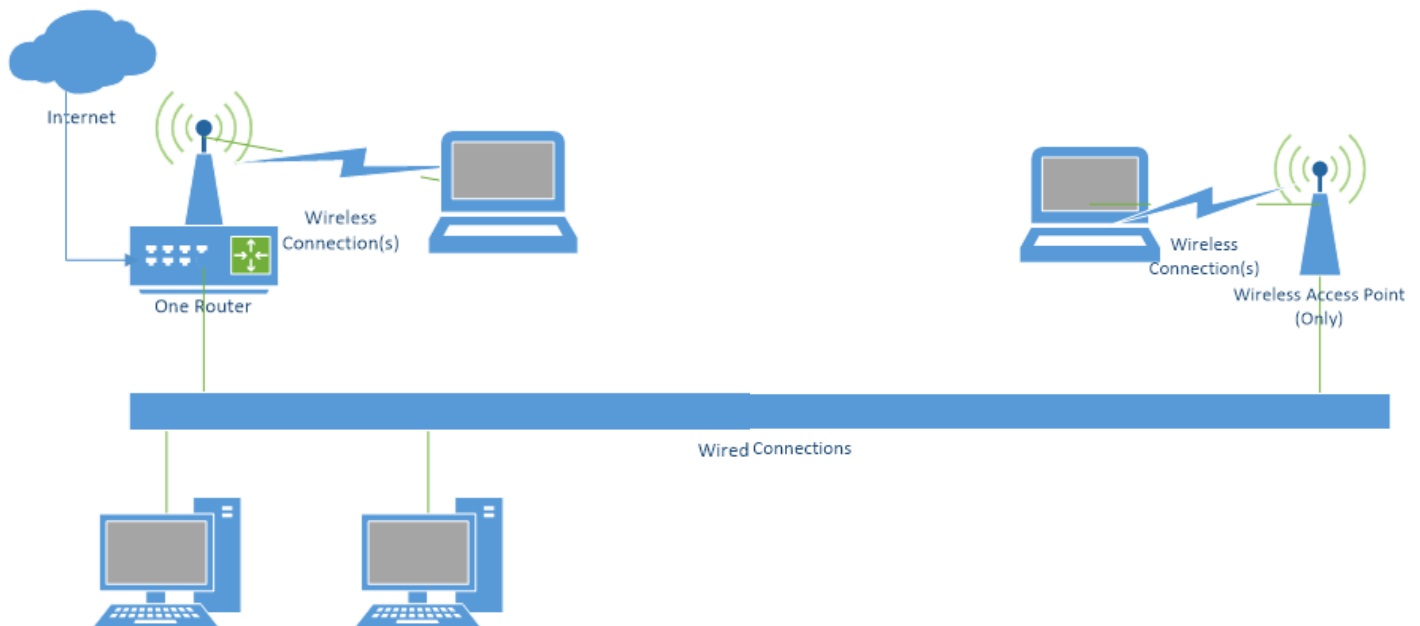 Internet
Wireless
Connection(s)
One Router
Wireless
Connection(s)
Wireless Access Point
(Only)
Wired Connections